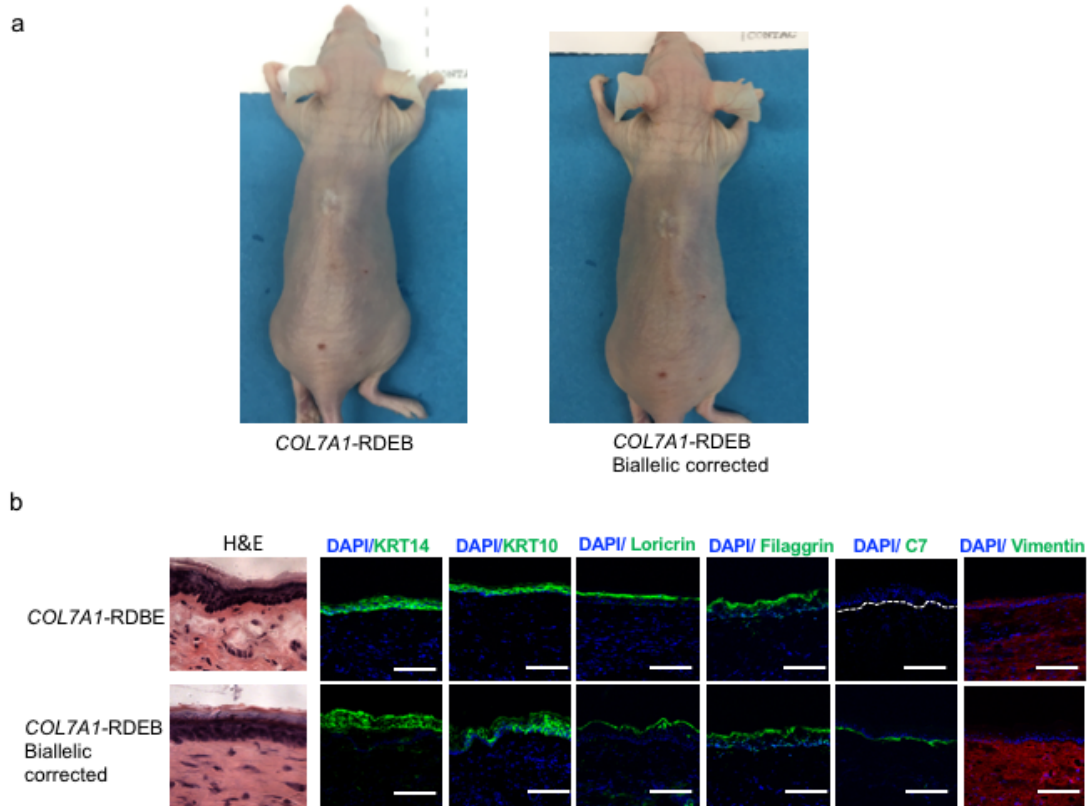 a
CONTAC
COL7A1-RDEB
COL7A1-RDEB
Biallelic corrected
b
H&E
DAPI/KRT14
DAPI/KRT10
DAPI/ Loricrin
DAPI/ Filaggrin
DAPI/ C7
DAPI/ Vimentin
COL7A1-RDBE
COL7A1-RDEB
Biallelic
corrected